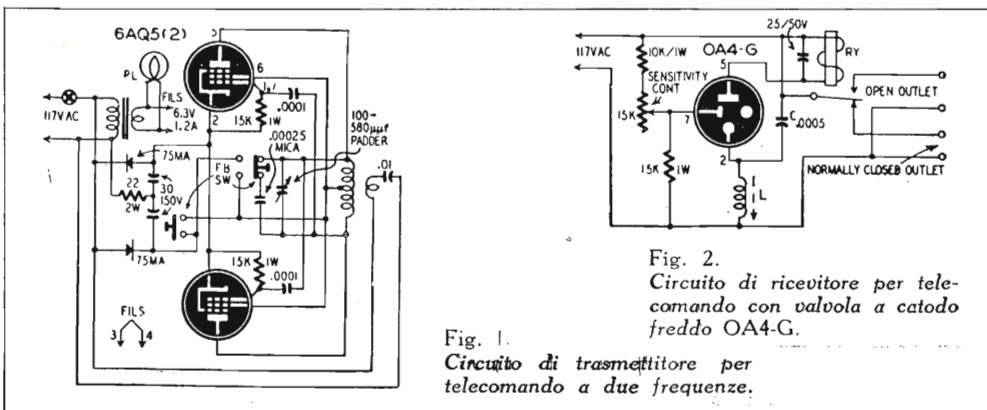 6AQ5(2)
5
6
PL
FILS
6.3V
1.2A
117VAC
2
15K
1W
.0001
100-
580µµf
PADDER
.00025
MICA
75MA
PB
SW
.01
22
2W
30
150V
75MA
15K
1W
.0001
FILS
3
4
Fig. 1.
Circuito di trasmettitore per
telecomando a due frequenze.
117VAC
10K/1W
OA4-G
25/50V
RY
5
SENSITIVITY
CONT
15K
7
C
.0005
OPEN OUTLET
2
15K
1W
L
NORMALLY CLOSED OUTLET
Fig. 2.
Circuito di ricevitore per tele-
comando con valvola a catodo
freddo OA4-G.